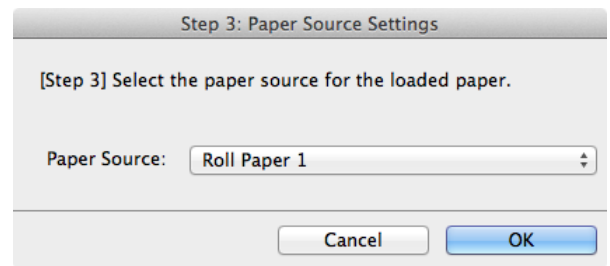 Step 3: Paper Source Settings
[Step 3] Select the paper source for the loaded paper.
Paper Source: Roll Paper 1
Cancel OK